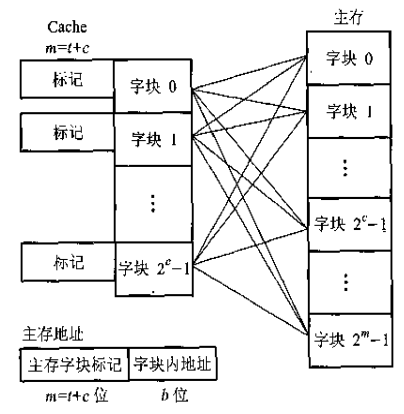 Cache
m=t+c
标记 字块 0
标记 字块 1
⋮
标记 字块 2^e-1
主存
字块 0
字块 1
⋮
字块 2^c-1
⋮
字块 2^m-1
主存地址
主存字块标记 字块内地址
m=t+c 位 b 位